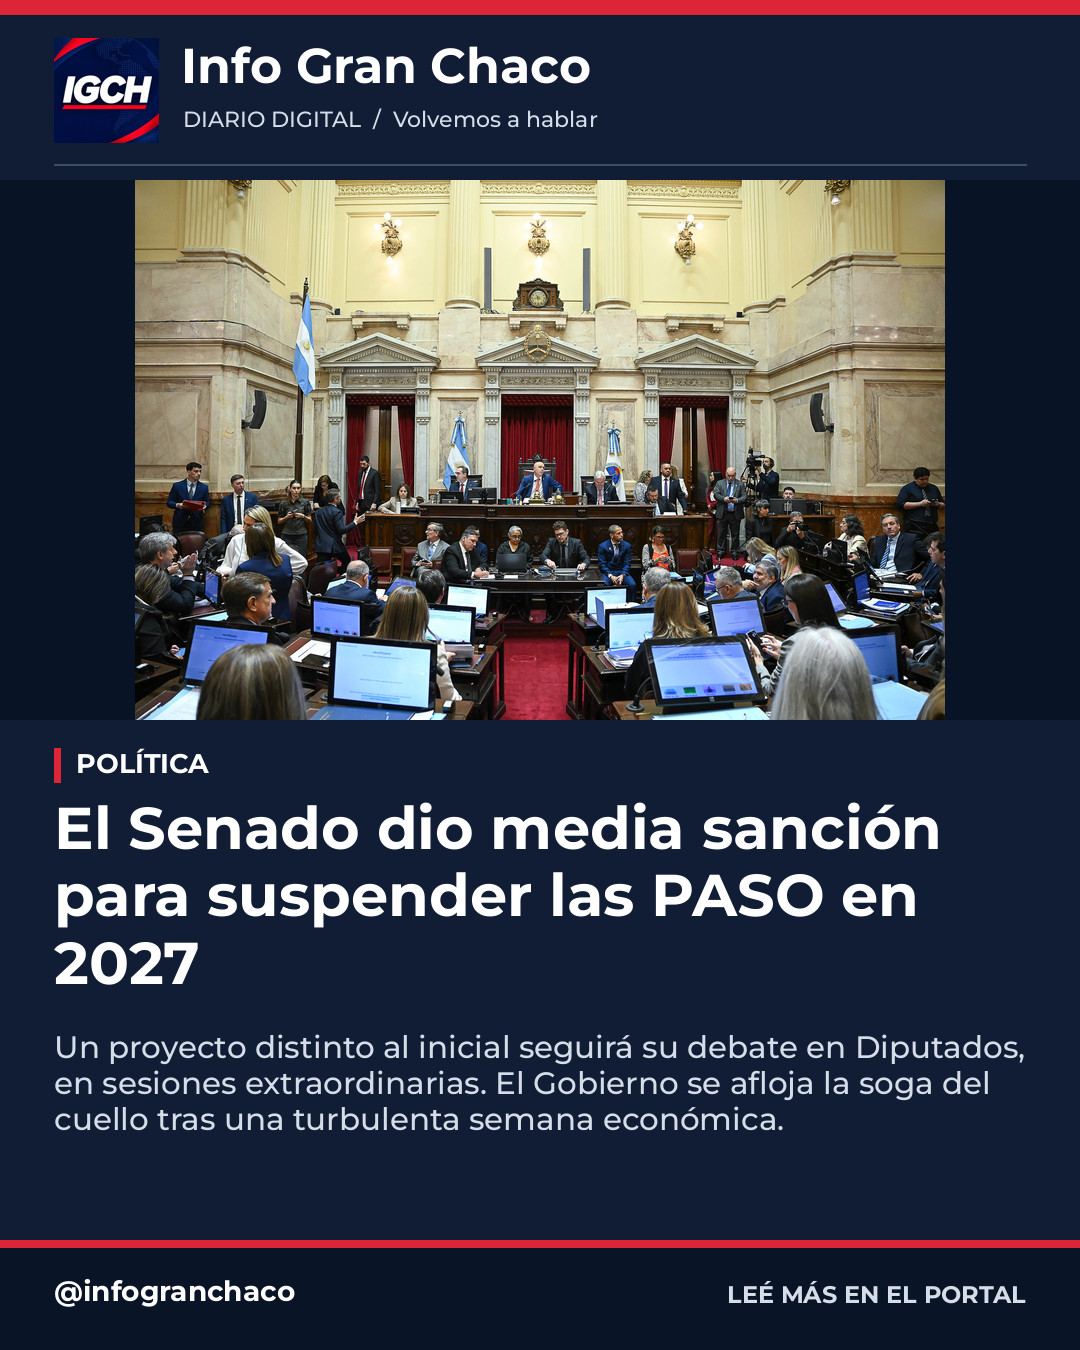 IGCH
Info Gran Chaco
DIARIO DIGITAL / Volvemos a hablar
POLÍTICA
El Senado dio media sanción
para suspender las PASO en
2027
Un proyecto distinto al inicial seguirá su debate en Diputados,
en sesiones extraordinarias. El Gobierno se afloja la soga del
cuello tras una turbulenta semana económica.
@infogranchaco
LEÉ MÁS EN EL PORTAL